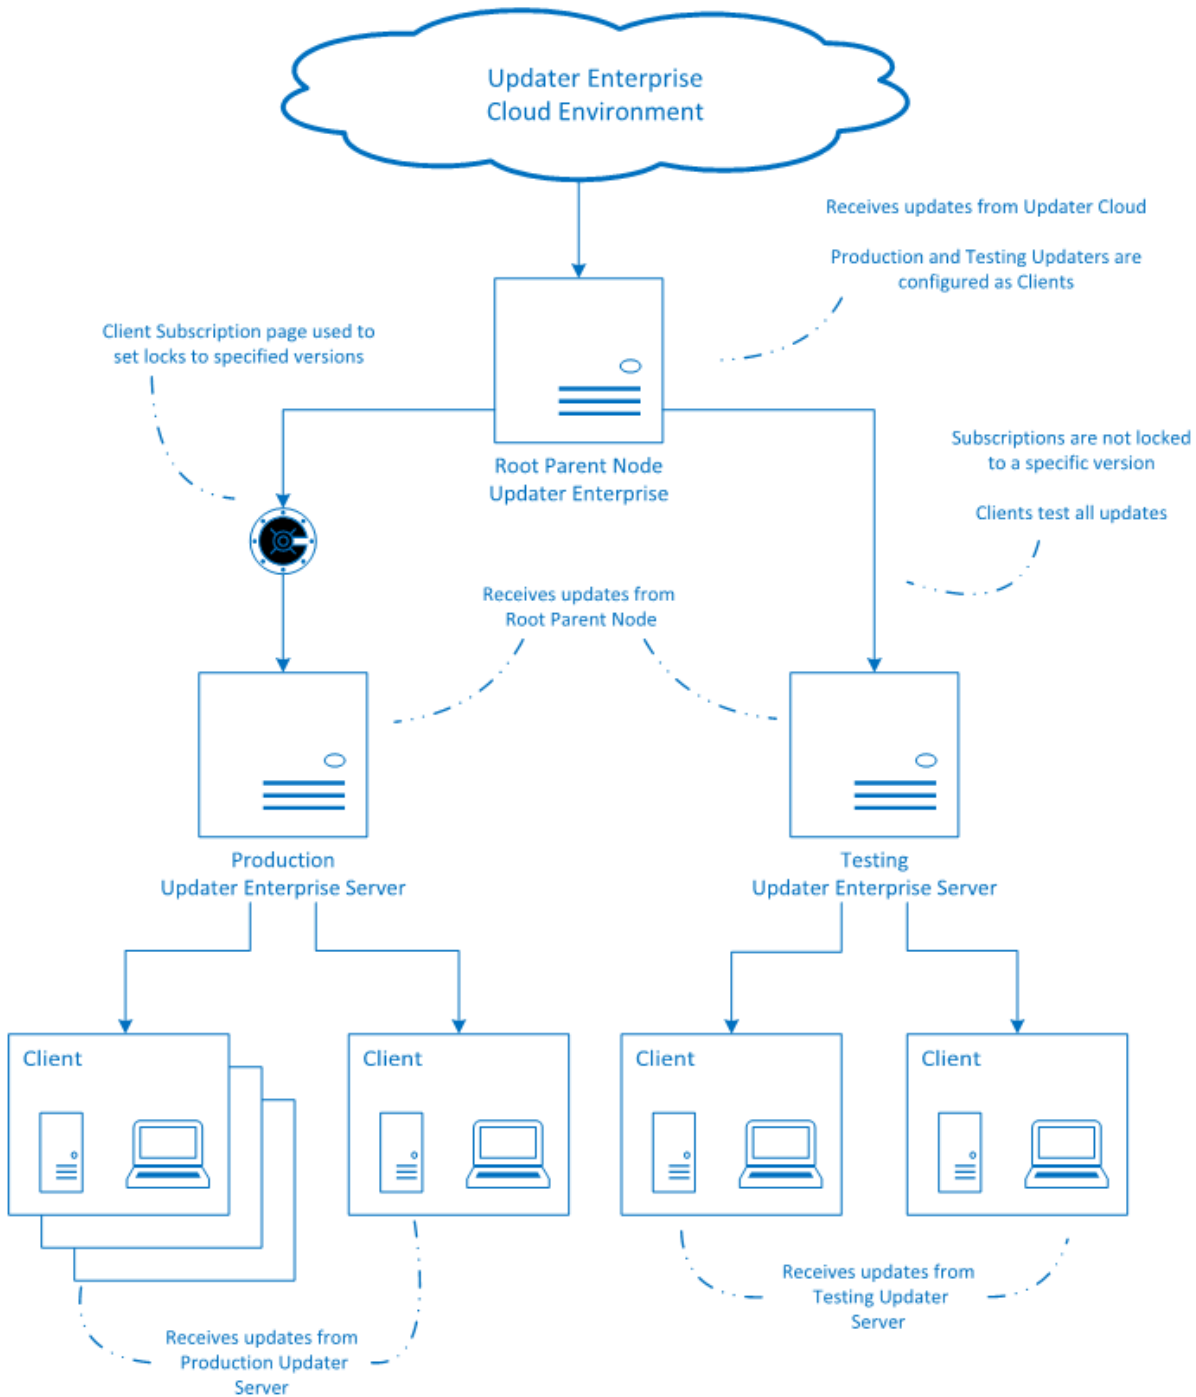 Updater Enterprise
Cloud Environment
Receives updates from Updater Cloud
Production and Testing Updaters are
configured as Clients
Client Subscription page used to
set locks to specified versions
Root Parent Node
Updater Enterprise
Subscriptions are not locked
to a specific version
Clients test all updates
Receives updates from
Root Parent Node
Production
Updater Enterprise Server
Testing
Updater Enterprise Server
Client
Client
Client
Client
Receives updates from
Testing Updater
Server
Receives updates from
Production Updater
Server